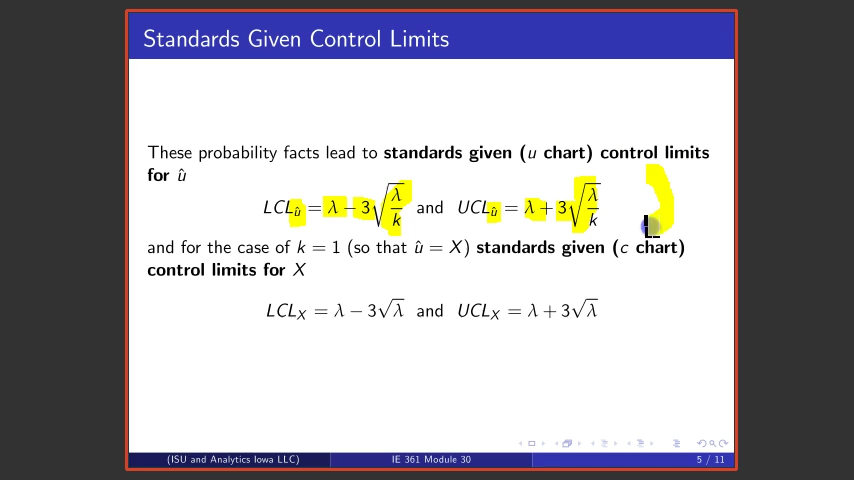 Standards Given Control Limits
These probability facts lead to standards given (u chart) control limits
for û
LCL_û = λ − 3√(λ/k) and UCL_û = λ + 3√(λ/k)
and for the case of k = 1 (so that û = X) standards given (c chart)
control limits for X
LCL_X = λ − 3√λ and UCL_X = λ + 3√λ
(ISU and Analytics Iowa LLC) IE 361 Module 30 5 / 11